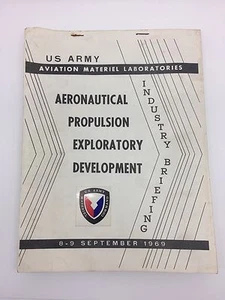 US ARMY
AVIATION MATERIEL LABORATORIES
AERONAUTICAL
PROPULSION
EXPLORATORY
DEVELOPMENT
INDUSTRY BRIEFING
8-9 SEPTEMBER 1969